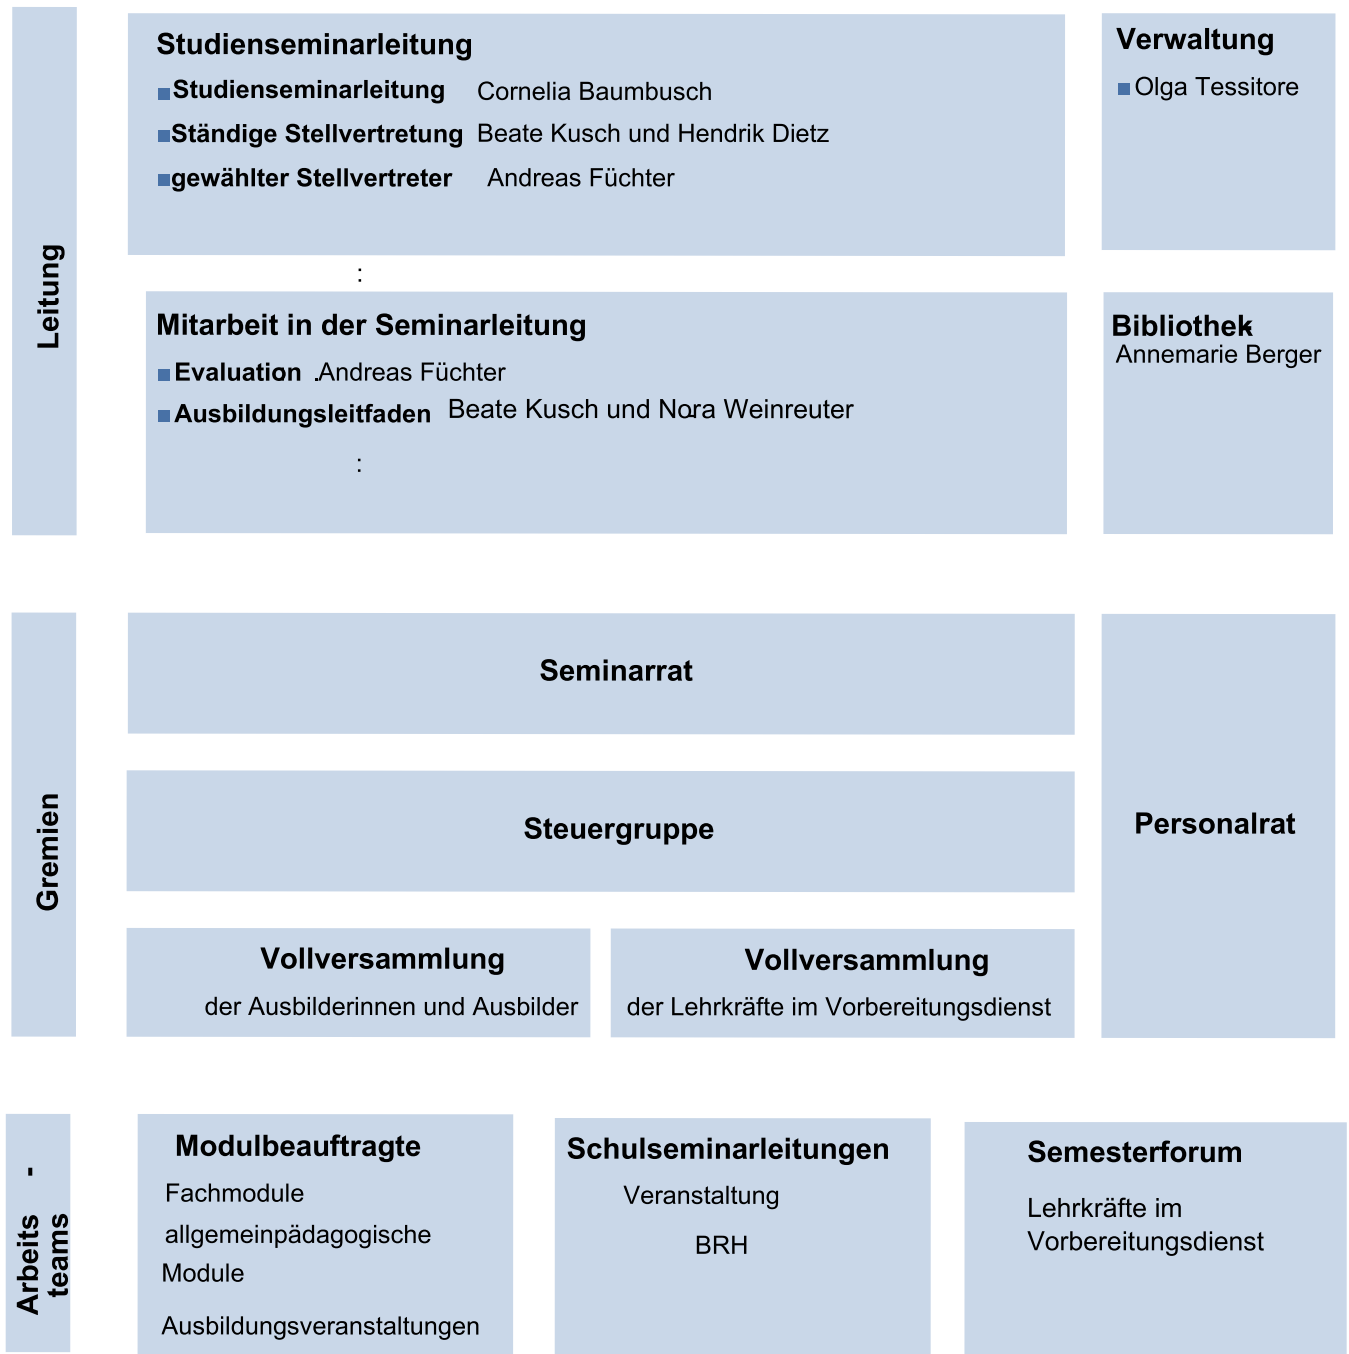 Leitung
Studienseminarleitung
Studienseminarleitung Cornelia Baumbusch
Ständige Stellvertretung Beate Kusch und Hendrik Dietz
gewählter Stellvertreter Andreas Füchter
:
Verwaltung
Olga Tessitore
Mitarbeit in der Seminarleitung
Evaluation .Andreas Füchter
Ausbildungsleitfaden Beate Kusch und Nora Weinreuter
:
Bibliothek
Annemarie Berger
Gremien
Seminarrat
Steuergruppe
Vollversammlung
der Ausbilderinnen und Ausbilder
Vollversammlung
der Lehrkräfte im Vorbereitungsdienst
Personalrat
Arbeits -
teams
Modulbeauftragte
Fachmodule
allgemeinpädagogische
Module
Ausbildungsveranstaltungen
Schulseminarleitungen
Veranstaltung
BRH
Semesterforum
Lehrkräfte im
Vorbereitungsdienst